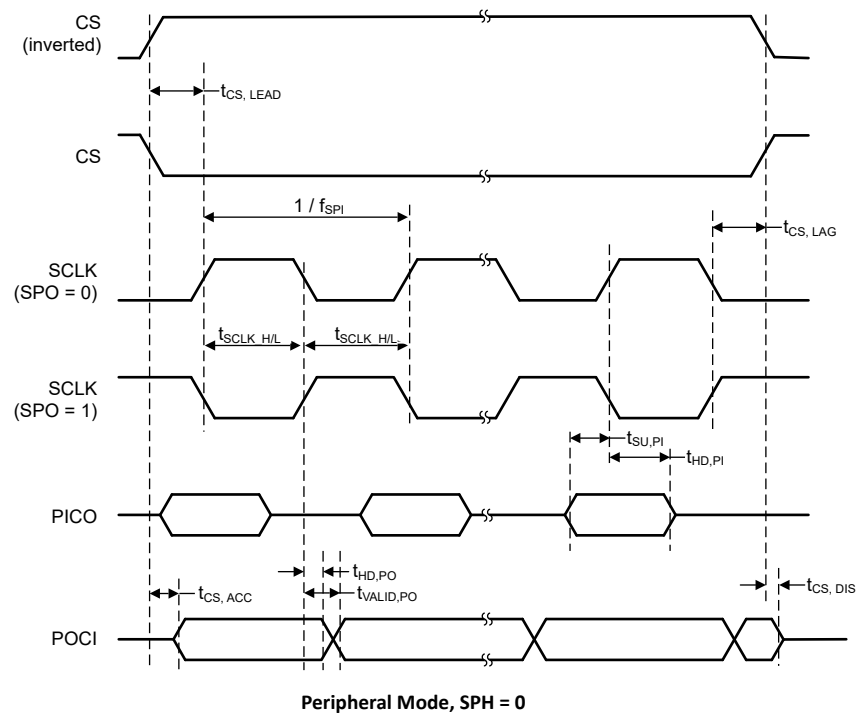 CS
(inverted)
tCS, LEAD
CS
1 / fSPI
tCS, LAG
SCLK
(SPO = 0)
tSCLK_H/L
tSCLK_H/L
SCLK
(SPO = 1)
tSU,PI
tHD,PI
PICO
tHD,PO
tCS, ACC
tVALID,PO
tCS, DIS
POCI
Peripheral Mode, SPH = 0